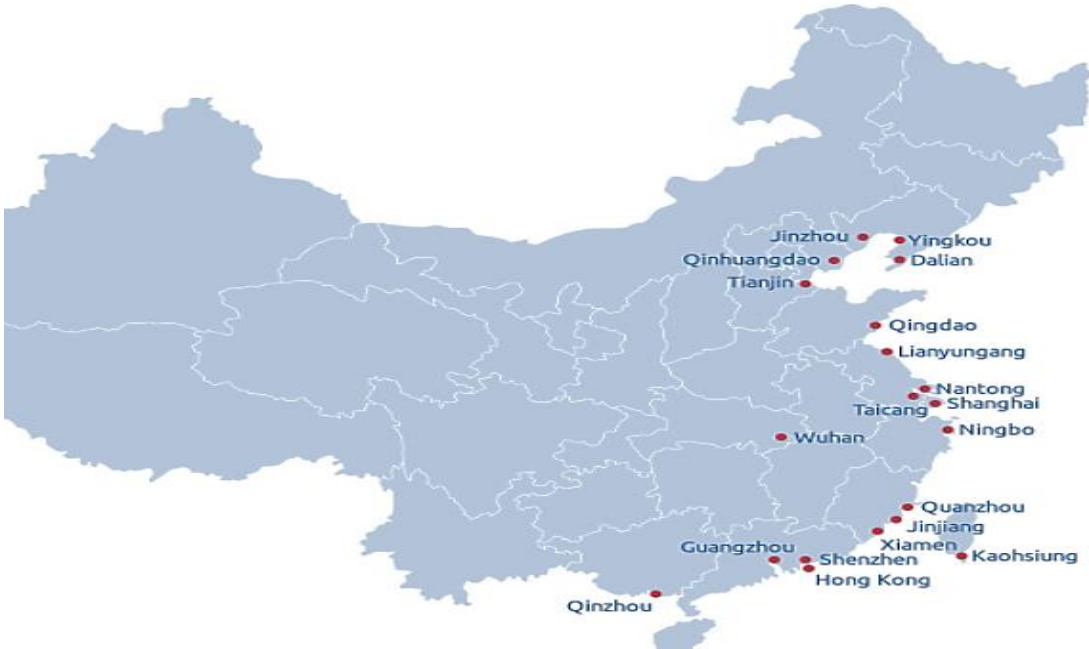 Jinzhou
Yingkou
Qinhuangdao
Dalian
Tianjin
Qingdao
Lianyungang
Nantong
Taicang
Shanghai
Ningbo
Wuhan
Quanzhou
Jinjiang
Xiamen
Kaohsiung
Guangzhou
Shenzhen
Hong Kong
Qinzhou